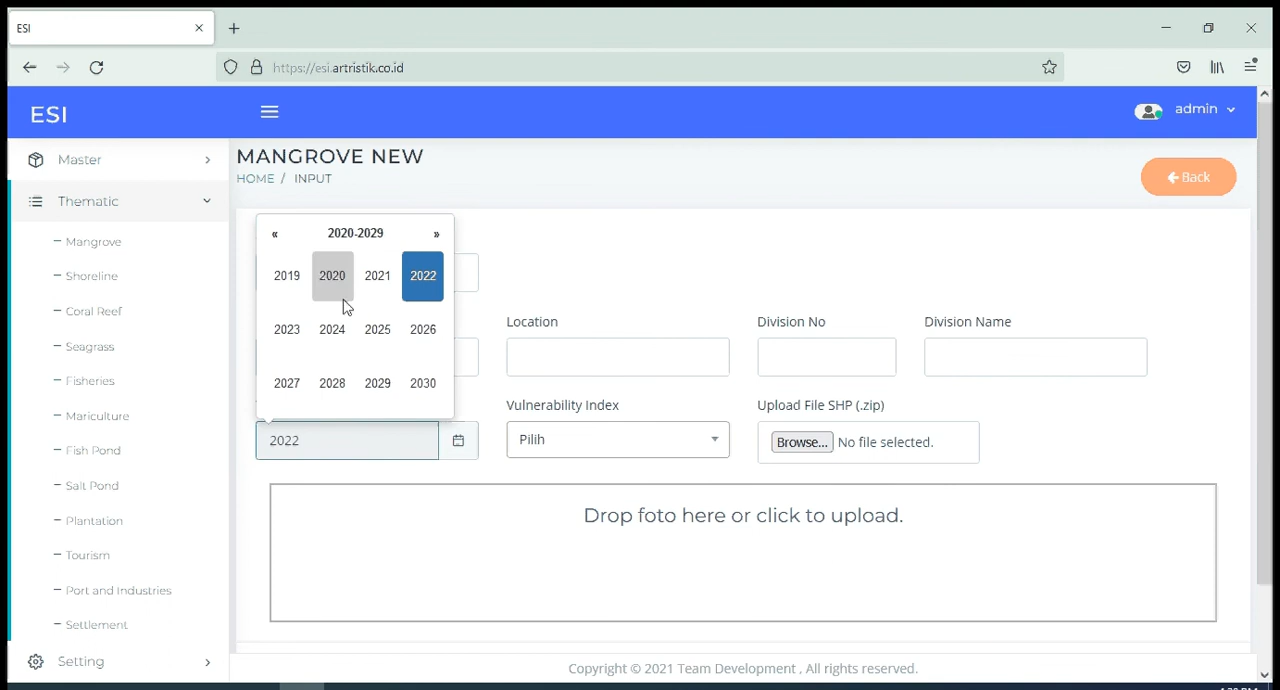 ESI
https://esi.artristik.co.id
ESI
admin
Master
Thematic
Mangrove
Shoreline
Coral Reef
Seagrass
Fisheries
Mariculture
Fish Pond
Salt Pond
Plantation
Tourism
Port and Industries
Settlement
Setting
MANGROVE NEW
HOME / INPUT
Back
« 2020-2029 »
2019 2020 2021 2022
2023 2024 2025 2026
2027 2028 2029 2030
Location Division No Division Name
Vulnerability Index Upload File SHP (.zip)
2022 Pilih Browse... No file selected.
Drop foto here or click to upload.
Copyright © 2021 Team Development , All rights reserved.